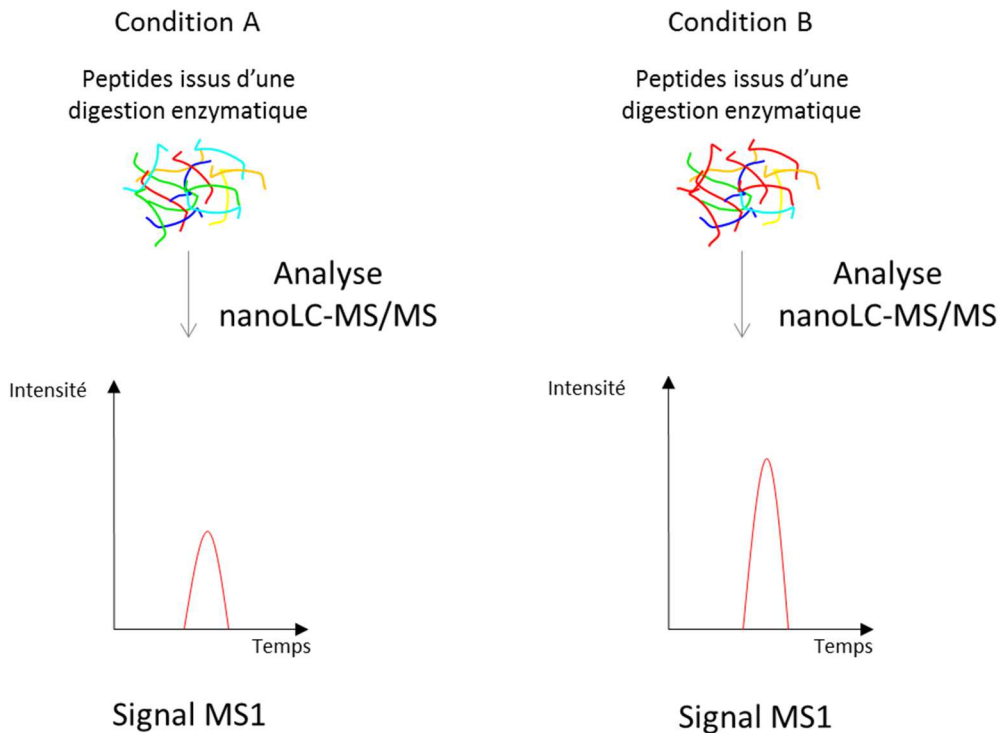 Condition A
Peptides issus d’une
digestion enzymatique
Analyse
nanoLC-MS/MS
Intensité
Temps
Signal MS1
Condition B
Peptides issus d’une
digestion enzymatique
Analyse
nanoLC-MS/MS
Intensité
Temps
Signal MS1